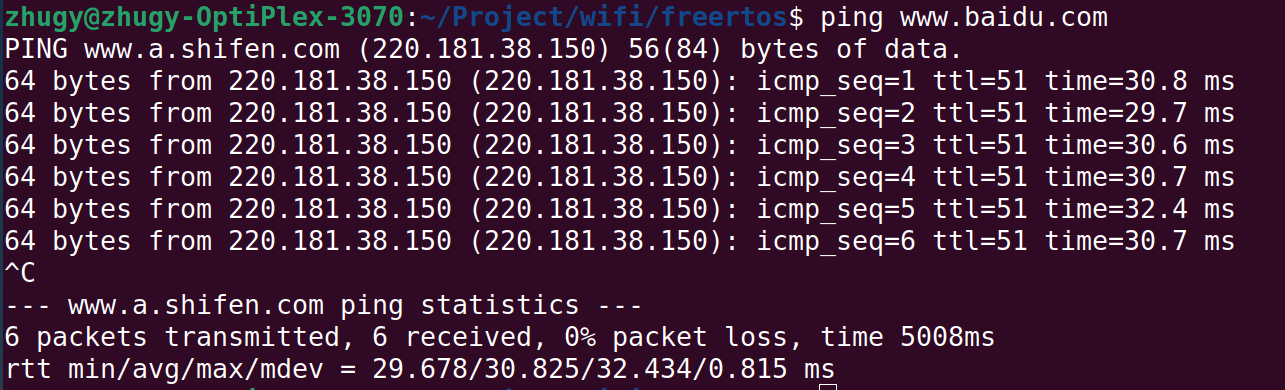 zhugy@zhugy-OptiPlex-3070:~/Project/wifi/freertos$ ping www.baidu.com
PING www.a.shifen.com (220.181.38.150) 56(84) bytes of data.
64 bytes from 220.181.38.150 (220.181.38.150): icmp_seq=1 ttl=51 time=30.8 ms
64 bytes from 220.181.38.150 (220.181.38.150): icmp_seq=2 ttl=51 time=29.7 ms
64 bytes from 220.181.38.150 (220.181.38.150): icmp_seq=3 ttl=51 time=30.6 ms
64 bytes from 220.181.38.150 (220.181.38.150): icmp_seq=4 ttl=51 time=30.7 ms
64 bytes from 220.181.38.150 (220.181.38.150): icmp_seq=5 ttl=51 time=32.4 ms
64 bytes from 220.181.38.150 (220.181.38.150): icmp_seq=6 ttl=51 time=30.7 ms
^C
--- www.a.shifen.com ping statistics ---
6 packets transmitted, 6 received, 0% packet loss, time 5008ms
rtt min/avg/max/mdev = 29.678/30.825/32.434/0.815 ms